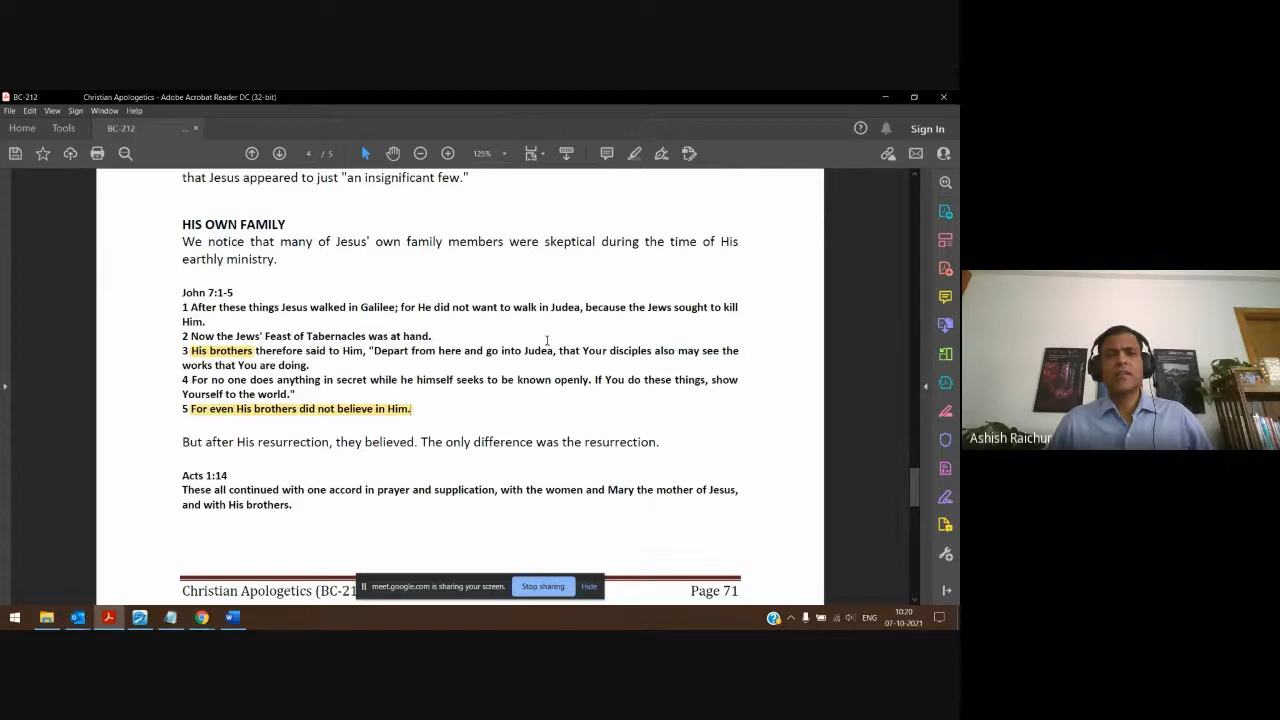 BC-212 Christian Apologetics - Adobe Acrobat Reader DC (32-bit)
File Edit View Sign Window Help
Home Tools BC-212 ... × Sign In
4 / 5 125%
that Jesus appeared to just "an insignificant few."
HIS OWN FAMILY
We notice that many of Jesus' own family members were skeptical during the time of His
earthly ministry.
John 7:1-5
1 After these things Jesus walked in Galilee; for He did not want to walk in Judea, because the Jews sought to kill
Him.
2 Now the Jews' Feast of Tabernacles was at hand.
3 His brothers therefore said to Him, "Depart from here and go into Judea, that Your disciples also may see the
works that You are doing.
4 For no one does anything in secret while he himself seeks to be known openly. If You do these things, show
Yourself to the world."
5 For even His brothers did not believe in Him.
But after His resurrection, they believed. The only difference was the resurrection.
Acts 1:14
These all continued with one accord in prayer and supplication, with the women and Mary the mother of Jesus,
and with His brothers.
Christian Apologetics (BC-21 Page 71
meet.google.com is sharing your screen. Stop sharing Hide
Ashish Raichur
ENG 10:20
07-10-2021